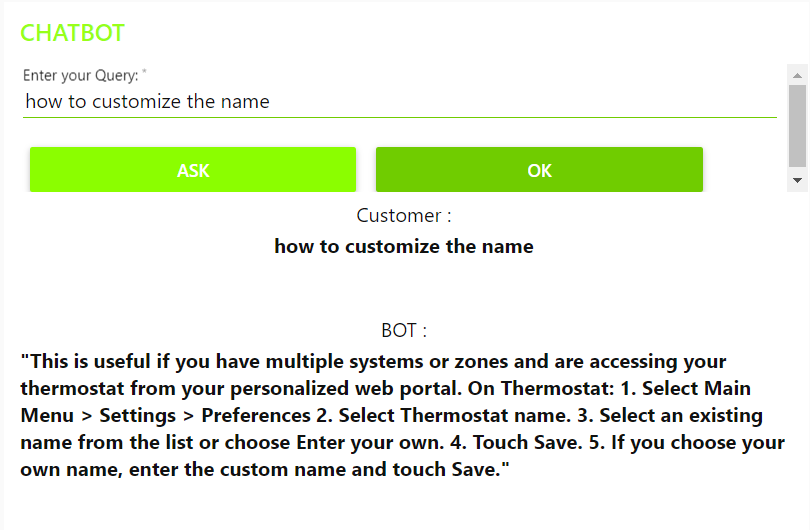 CHATBOT
Enter your Query: *
how to customize the name
ASK OK
Customer :
how to customize the name
BOT :
"This is useful if you have multiple systems or zones and are accessing your
thermostat from your personalized web portal. On Thermostat: 1. Select Main
Menu > Settings > Preferences 2. Select Thermostat name. 3. Select an existing
name from the list or choose Enter your own. 4. Touch Save. 5. If you choose your
own name, enter the custom name and touch Save."